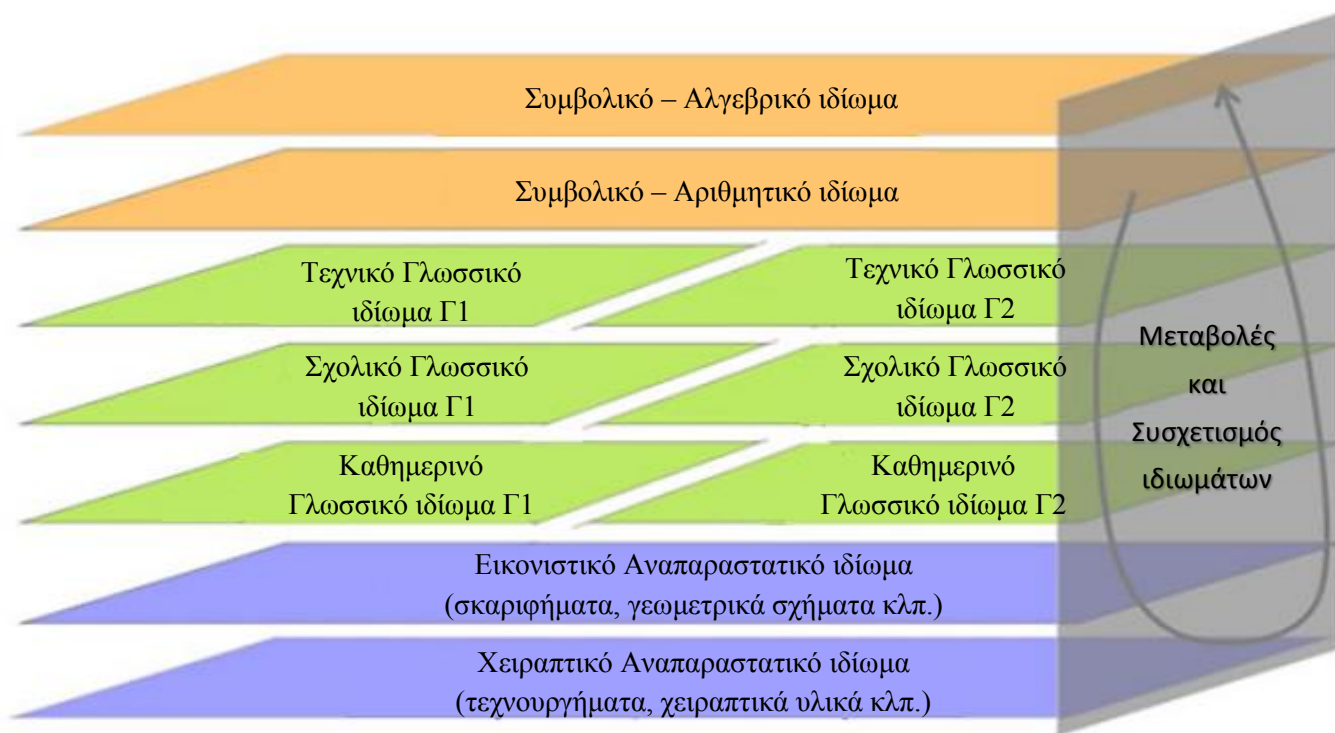 Συμβολικό – Αλγεβρικό ιδίωμα
Συμβολικό – Αριθμητικό ιδίωμα
Τεχνικό Γλωσσικό
ιδίωμα Γ1
Τεχνικό Γλωσσικό
ιδίωμα Γ2
Σχολικό Γλωσσικό
ιδίωμα Γ1
Σχολικό Γλωσσικό
ιδίωμα Γ2
Καθημερινό
Γλωσσικό ιδίωμα Γ1
Καθημερινό
Γλωσσικό ιδίωμα Γ2
Εικονιστικό Αναπαραστατικό ιδίωμα
(σκαριφήματα, γεωμετρικά σχήματα κλπ.)
Χειραπτικό Αναπαραστατικό ιδίωμα
(τεχνουργήματα, χειραπτικά υλικά κλπ.)
Μεταβολές
και
Συσχετισμός
ιδιωμάτων